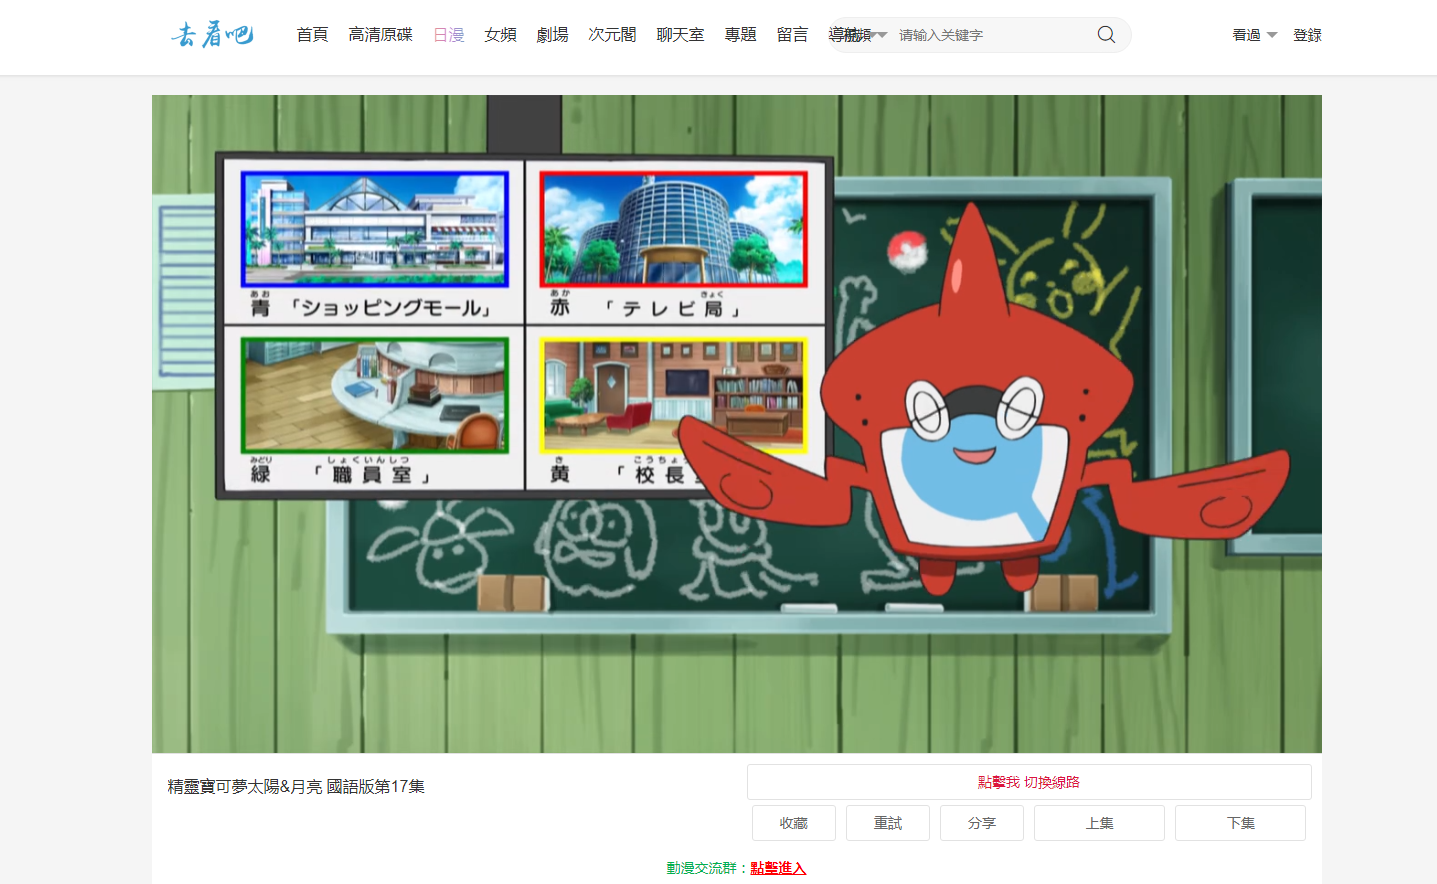 去看吧
首頁 高清原碟 日漫 女頻 劇場 次元閣 聊天室 專題 留言
请输入关键字
看過 登錄
あお
青 「ショッピングモール」
あか きょく
赤 「テレビ局」
みどり しょくいんしつ
緑 「職員室」
き こうちょう
黄 「校長
精靈寶可夢太陽&月亮 國語版第17集
點擊我 切換線路
收藏 重試 分享 上集 下集
動漫交流群：點擊進入